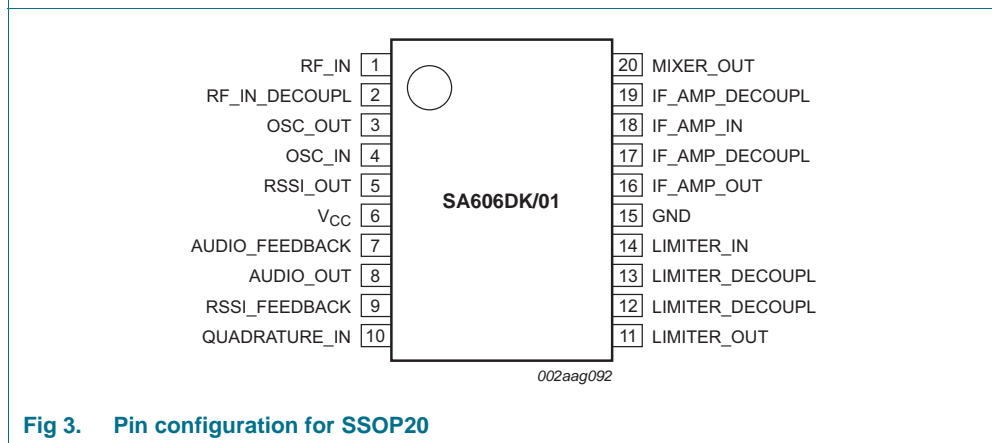 RF_IN 1
RF_IN_DECOUPL 2
OSC_OUT 3
OSC_IN 4
RSSI_OUT 5
VCC 6
AUDIO_FEEDBACK 7
AUDIO_OUT 8
RSSI_FEEDBACK 9
QUADRATURE_IN 10
SA606DK/01
20 MIXER_OUT
19 IF_AMP_DECOUPL
18 IF_AMP_IN
17 IF_AMP_DECOUPL
16 IF_AMP_OUT
15 GND
14 LIMITER_IN
13 LIMITER_DECOUPL
12 LIMITER_DECOUPL
11 LIMITER_OUT
002aag092
Fig 3. Pin configuration for SSOP20